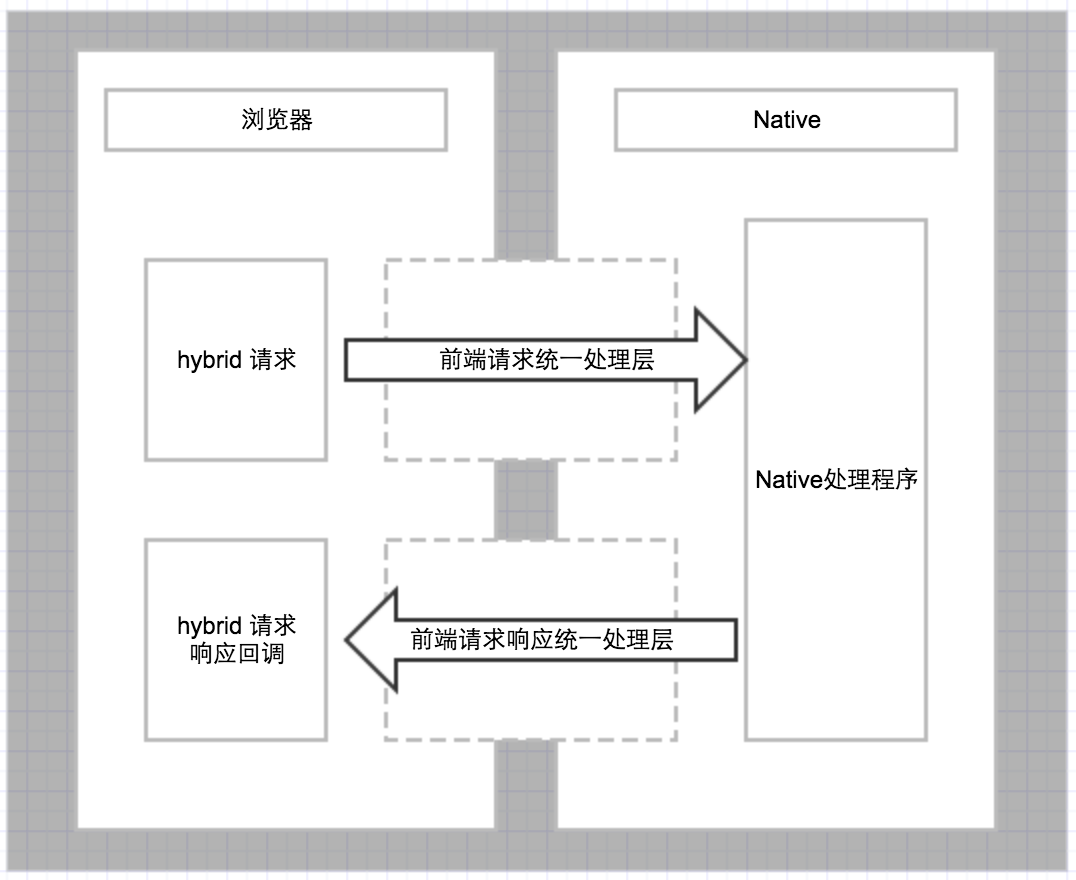 浏览器
Native
hybrid 请求
前端请求统一处理层
Native处理程序
hybrid 请求
响应回调
前端请求响应统一处理层